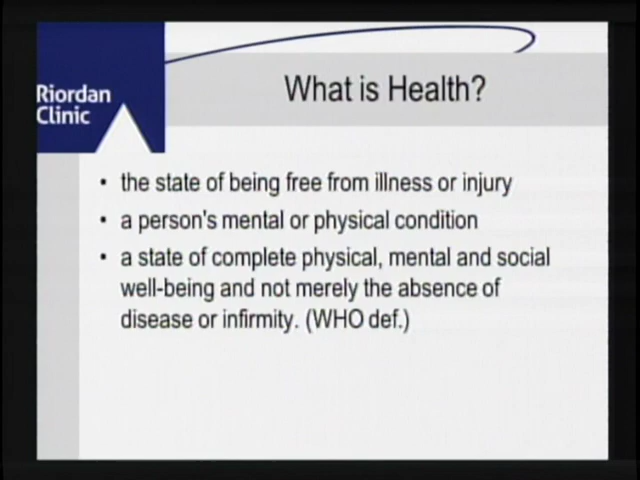 Riordan
Clinic
What is Health?
• the state of being free from illness or injury
• a person's mental or physical condition
• a state of complete physical, mental and social
well-being and not merely the absence of
disease or infirmity. (WHO def.)